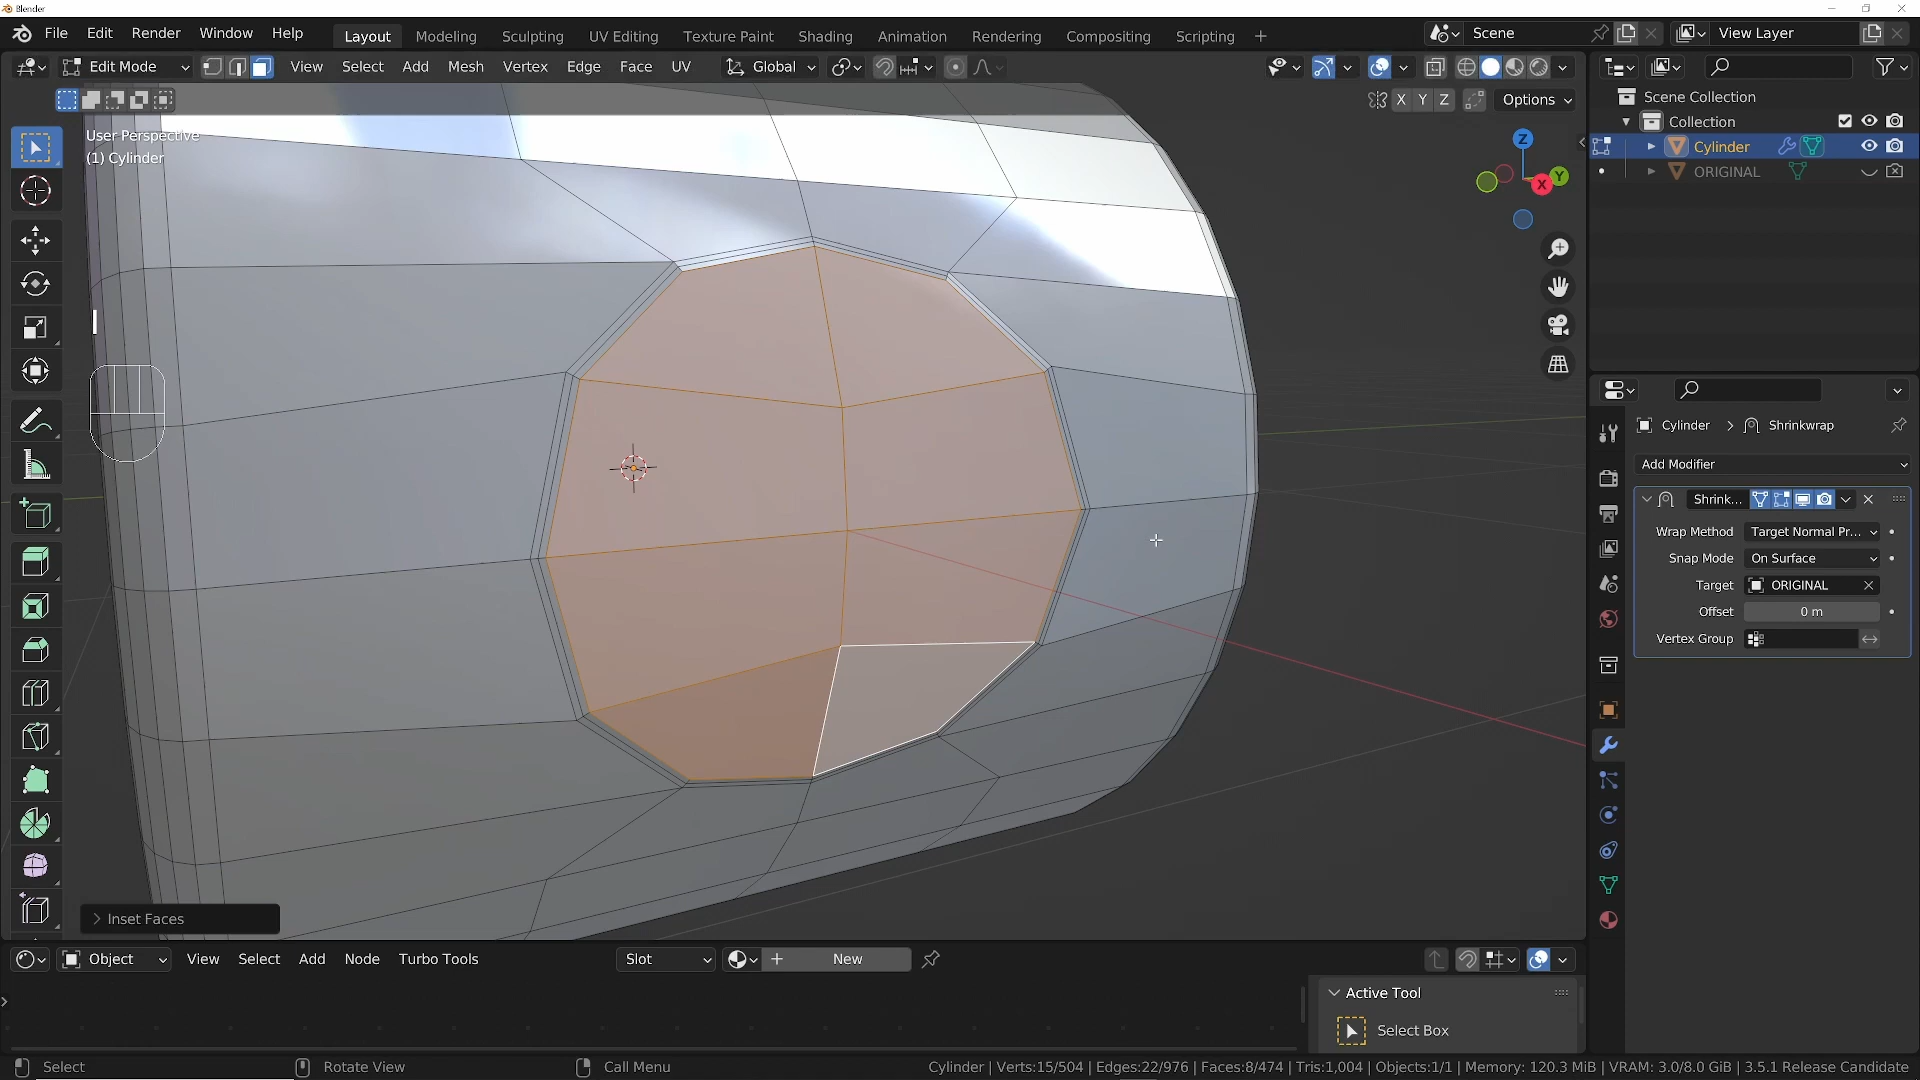 Blender
File Edit Render Window Help Layout Modeling Sculpting UV Editing Texture Paint Shading Animation Rendering Compositing Scripting + Scene View Layer
Edit Mode View Select Add Mesh Vertex Edge Face UV Global
X Y Z Options
User Perspective
(1) Cylinder
Z
Y
X
Scene Collection
Collection
Cylinder
ORIGINAL
Cylinder > Shrinkwrap
Add Modifier
Shrink...
Wrap Method Target Normal Pr...
Snap Mode On Surface
Target ORIGINAL
Offset 0 m
Vertex Group
I
> Inset Faces
Object View Select Add Node Turbo Tools Slot + New
Active Tool
Select Box
Select Rotate View Call Menu Cylinder | Verts:15/504 | Edges:22/976 | Faces:8/474 | Tris:1,004 | Objects:1/1 | Memory: 120.3 MiB | VRAM: 3.0/8.0 GiB | 3.5.1 Release Candidate